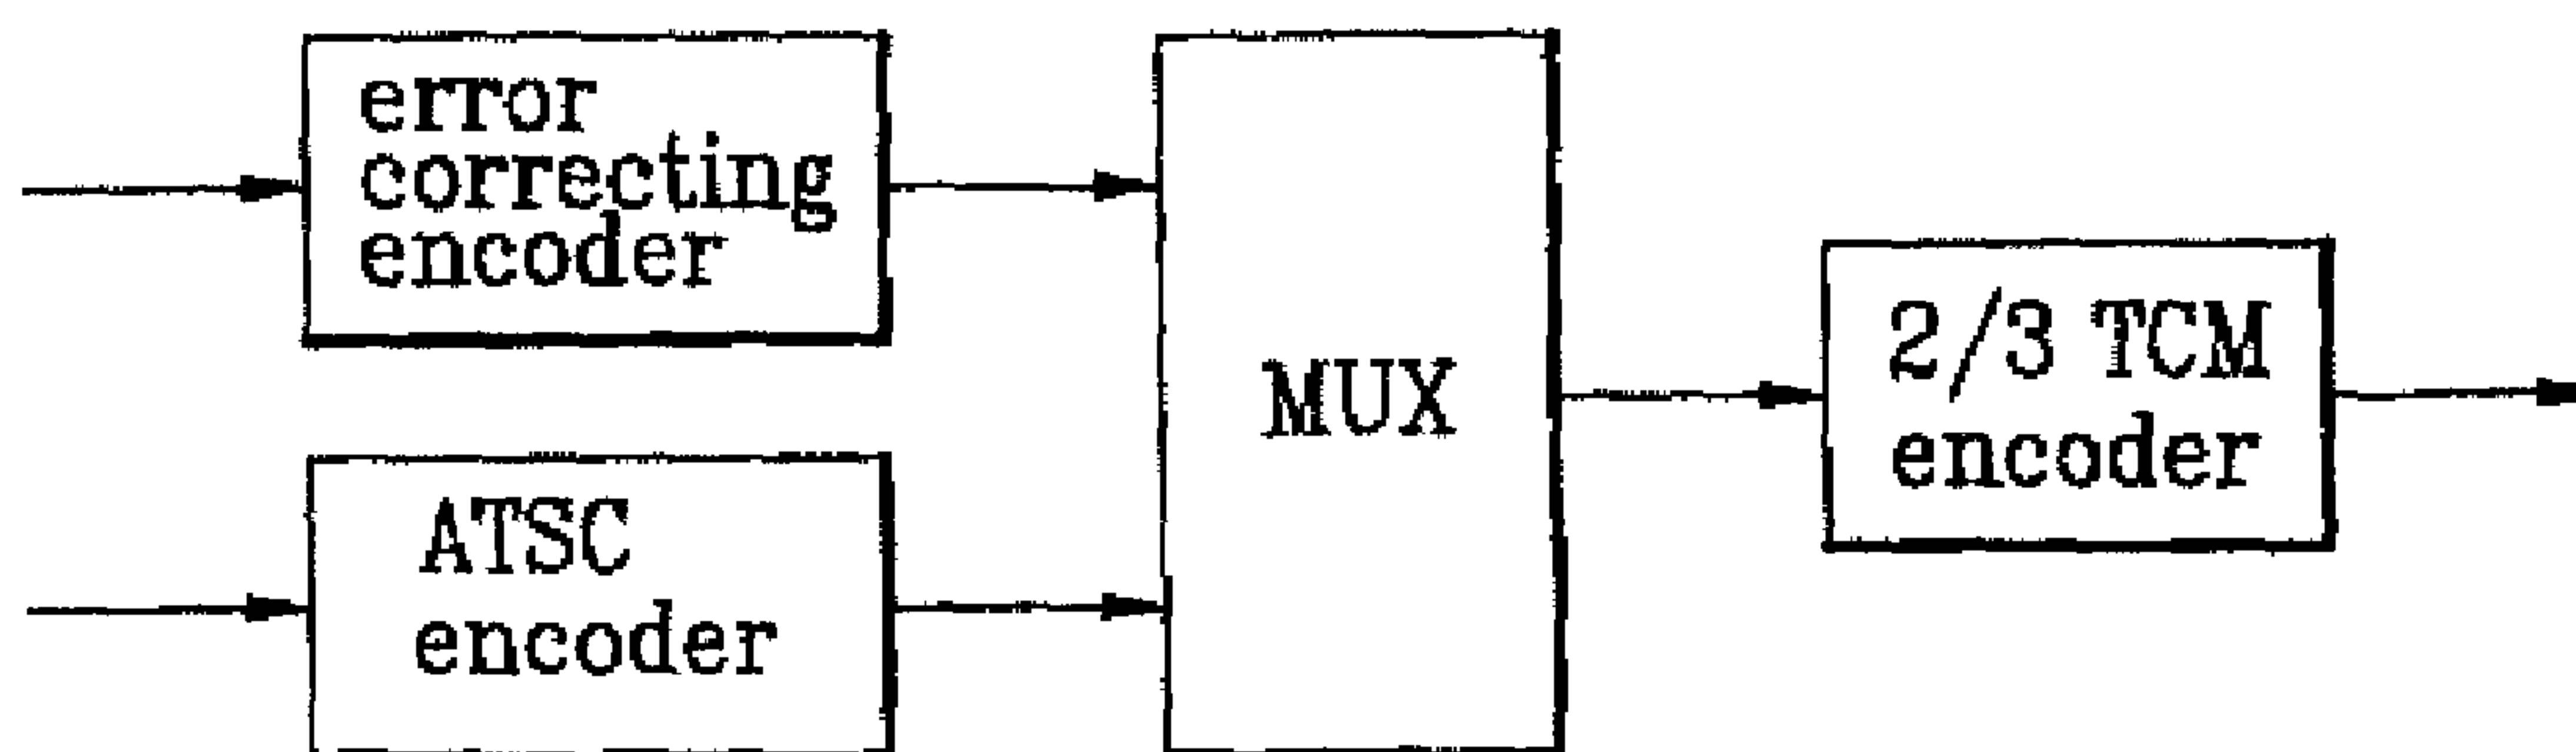 error
correcting
encoder
ATSC
encoder
MUX
2/3 TCM
encoder